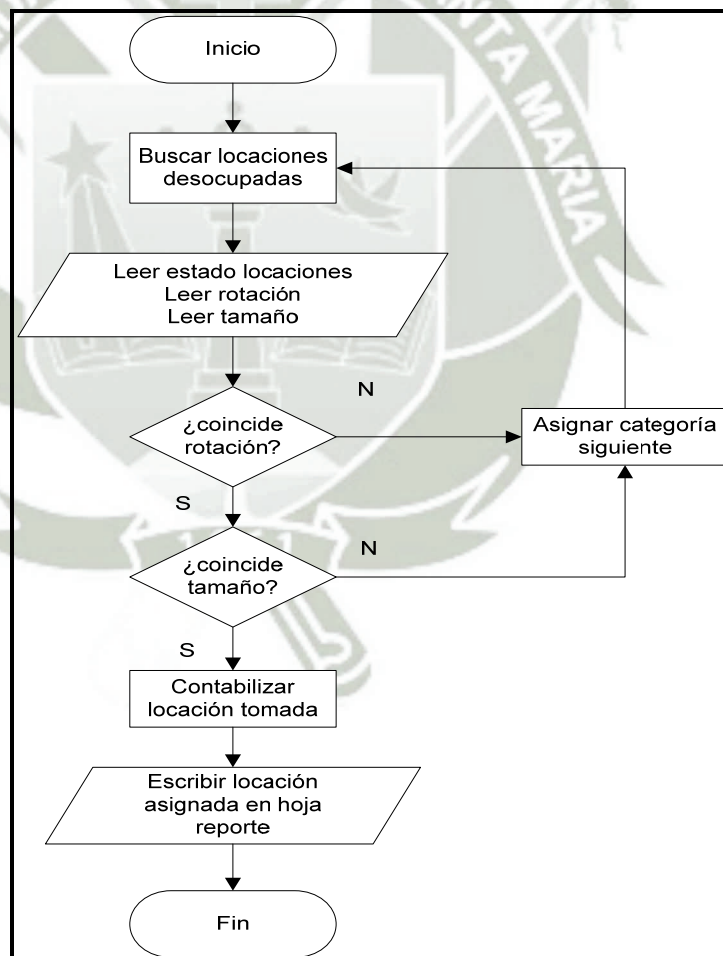 Inicio
Buscar locaciones
desocupadas
Leer estado locaciones
Leer rotación
Leer tamaño
N
¿coincide
rotación?
Asignar categoría
siguiente
S
¿coincide
tamaño?
N
S
Contabilizar
locación tomada
Escribir locación
asignada en hoja
reporte
Fin
MARIA